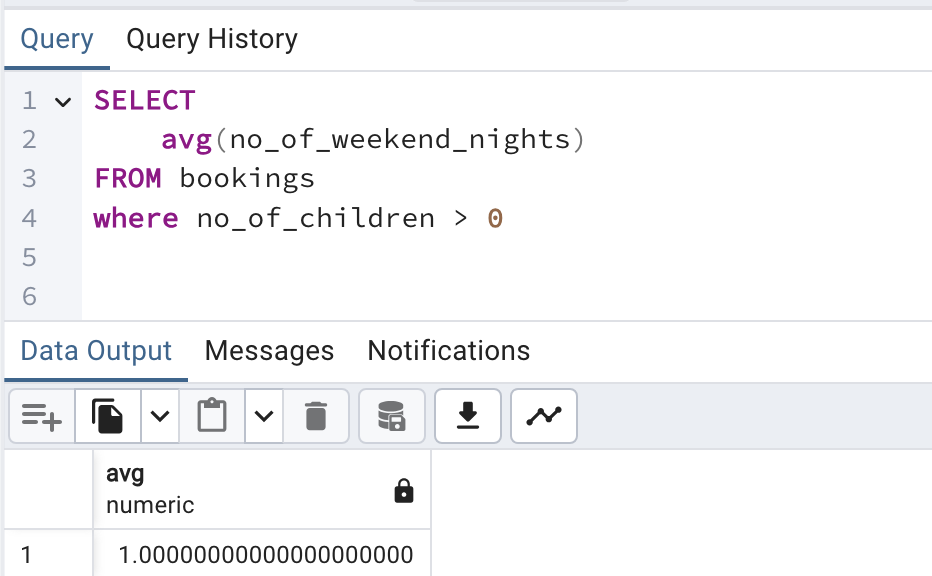 Query Query History
1 SELECT
2 avg(no_of_weekend_nights)
3 FROM bookings
4 where no_of_children > 0
5
6
Data Output Messages Notifications
avg
numeric
1 1.00000000000000000000